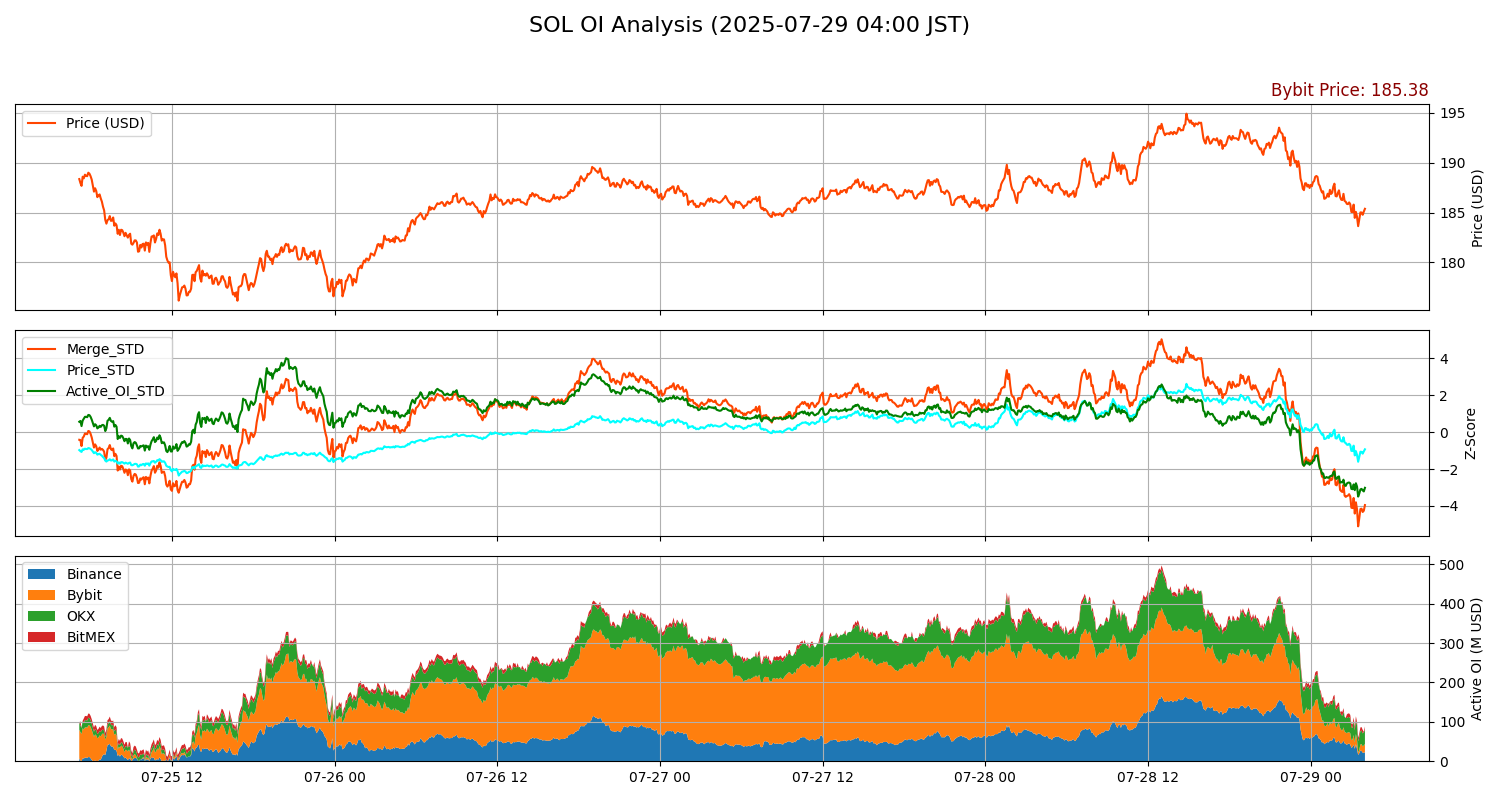 SOL OI Analysis (2025-07-29 04:00 JST)
Bybit Price: 185.38
Price (USD)
195
190
185
180
Price (USD)
Merge_STD
Price_STD
Active_OI_STD
4
2
0
−2
−4
Z-Score
Binance
Bybit
OKX
BitMEX
500
400
300
200
100
0
Active OI (M USD)
07-25 12
07-26 00
07-26 12
07-27 00
07-27 12
07-28 00
07-28 12
07-29 00